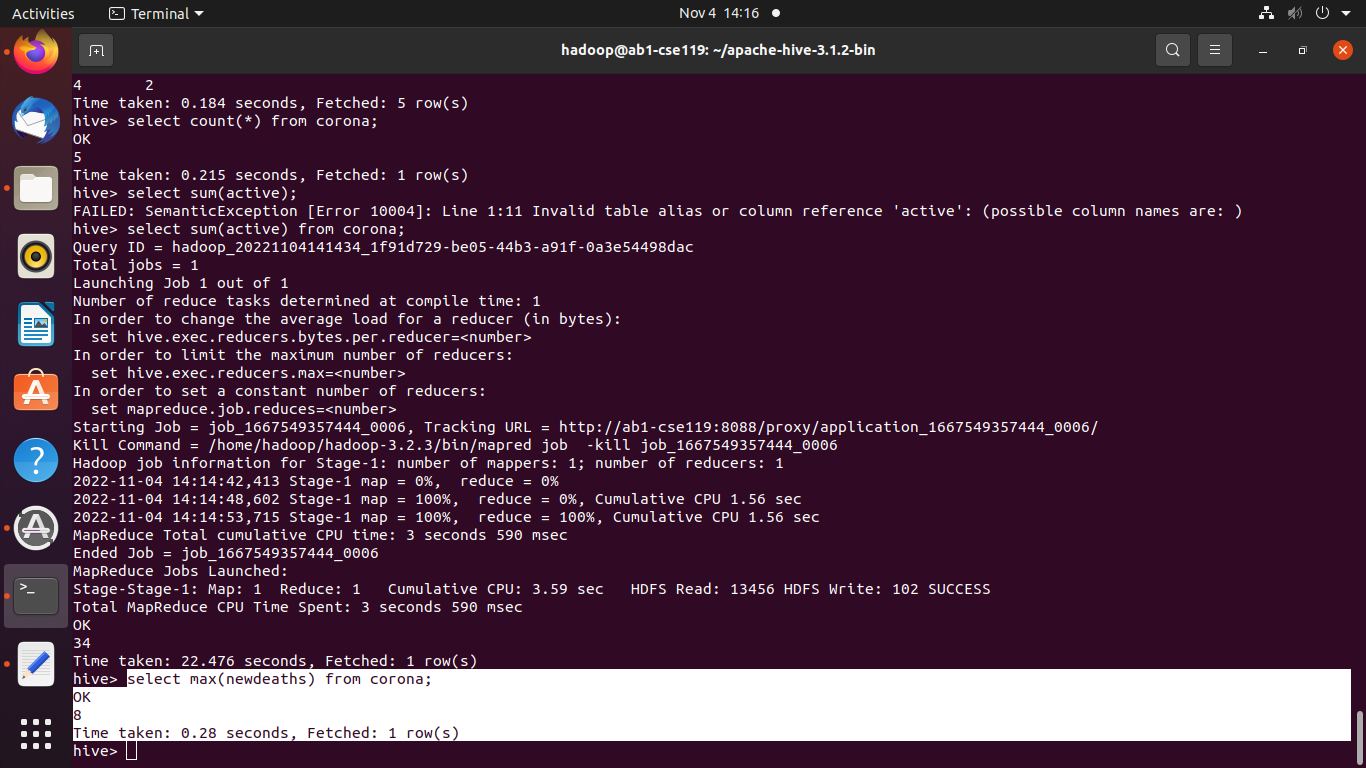 Activities
Terminal
Nov 4 14:16
hadoop@ab1-cse119: ~/apache-hive-3.1.2-bin
4       2
Time taken: 0.184 seconds, Fetched: 5 row(s)
hive> select count(*) from corona;
OK
5
Time taken: 0.215 seconds, Fetched: 1 row(s)
hive> select sum(active);
FAILED: SemanticException [Error 10004]: Line 1:11 Invalid table alias or column reference 'active': (possible column names are: )
hive> select sum(active) from corona;
Query ID = hadoop_20221104141434_1f91d729-be05-44b3-a91f-0a3e54498dac
Total jobs = 1
Launching Job 1 out of 1
Number of reduce tasks determined at compile time: 1
In order to change the average load for a reducer (in bytes):
  set hive.exec.reducers.bytes.per.reducer=<number>
In order to limit the maximum number of reducers:
  set hive.exec.reducers.max=<number>
In order to set a constant number of reducers:
  set mapreduce.job.reduces=<number>
Starting Job = job_1667549357444_0006, Tracking URL = http://ab1-cse119:8088/proxy/application_1667549357444_0006/
Kill Command = /home/hadoop/hadoop-3.2.3/bin/mapred job  -kill job_1667549357444_0006
Hadoop job information for Stage-1: number of mappers: 1; number of reducers: 1
2022-11-04 14:14:42,413 Stage-1 map = 0%,  reduce = 0%
2022-11-04 14:14:48,602 Stage-1 map = 100%,  reduce = 0%, Cumulative CPU 1.56 sec
2022-11-04 14:14:53,715 Stage-1 map = 100%,  reduce = 100%, Cumulative CPU 1.56 sec
MapReduce Total cumulative CPU time: 3 seconds 590 msec
Ended Job = job_1667549357444_0006
MapReduce Jobs Launched:
Stage-Stage-1: Map: 1  Reduce: 1   Cumulative CPU: 3.59 sec   HDFS Read: 13456 HDFS Write: 102 SUCCESS
Total MapReduce CPU Time Spent: 3 seconds 590 msec
OK
34
Time taken: 22.476 seconds, Fetched: 1 row(s)
hive> select max(newdeaths) from corona;
OK
8
Time taken: 0.28 seconds, Fetched: 1 row(s)
hive>